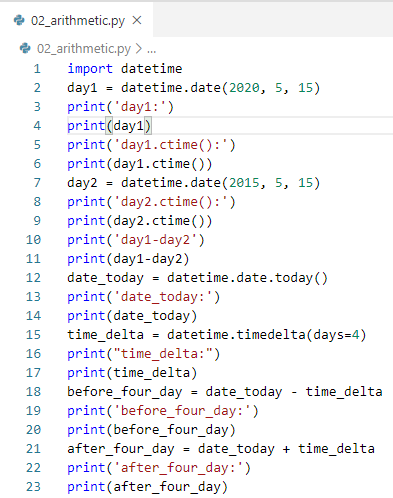 02_arithmetic.py ×
02_arithmetic.py > ...
1 import datetime
2 day1 = datetime.date(2020, 5, 15)
3 print('day1:')
4 print(day1)
5 print('day1.ctime():')
6 print(day1.ctime())
7 day2 = datetime.date(2015, 5, 15)
8 print('day2.ctime():')
9 print(day2.ctime())
10 print('day1-day2')
11 print(day1-day2)
12 date_today = datetime.date.today()
13 print('date_today:')
14 print(date_today)
15 time_delta = datetime.timedelta(days=4)
16 print("time_delta:")
17 print(time_delta)
18 before_four_day = date_today - time_delta
19 print('before_four_day:')
20 print(before_four_day)
21 after_four_day = date_today + time_delta
22 print('after_four_day:')
23 print(after_four_day)